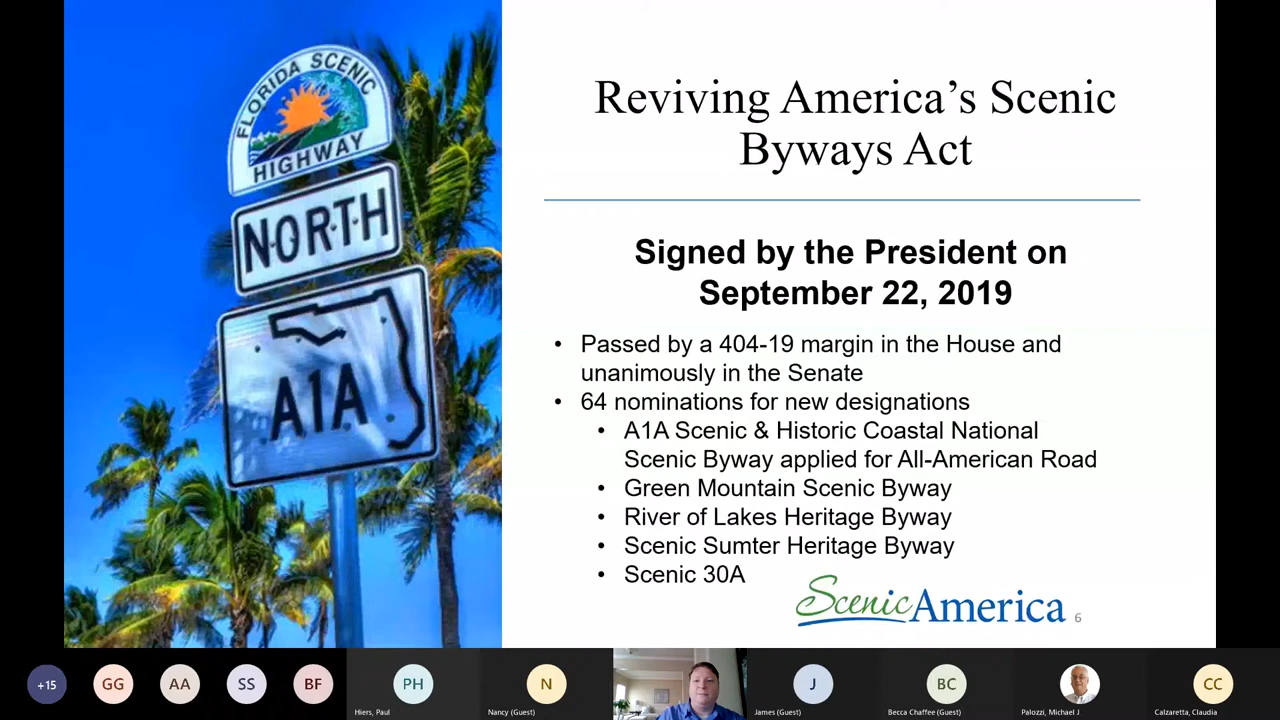 FLORIDA SCENIC
HIGHWAY
NORTH
A1A
Reviving America’s Scenic
Byways Act
Signed by the President on
September 22, 2019
• Passed by a 404-19 margin in the House and
unanimously in the Senate
• 64 nominations for new designations
• A1A Scenic & Historic Coastal National
Scenic Byway applied for All-American Road
• Green Mountain Scenic Byway
• River of Lakes Heritage Byway
• Scenic Sumter Heritage Byway
• Scenic 30A
Scenic America
6
+15
GG
AA
SS
BF
PH
N
J
BC
CC
Hiers, Paul
Nancy (Guest)
James (Guest)
Becca Chaffee (Guest)
Palozzi, Michael J
Calzaretta, Claudia